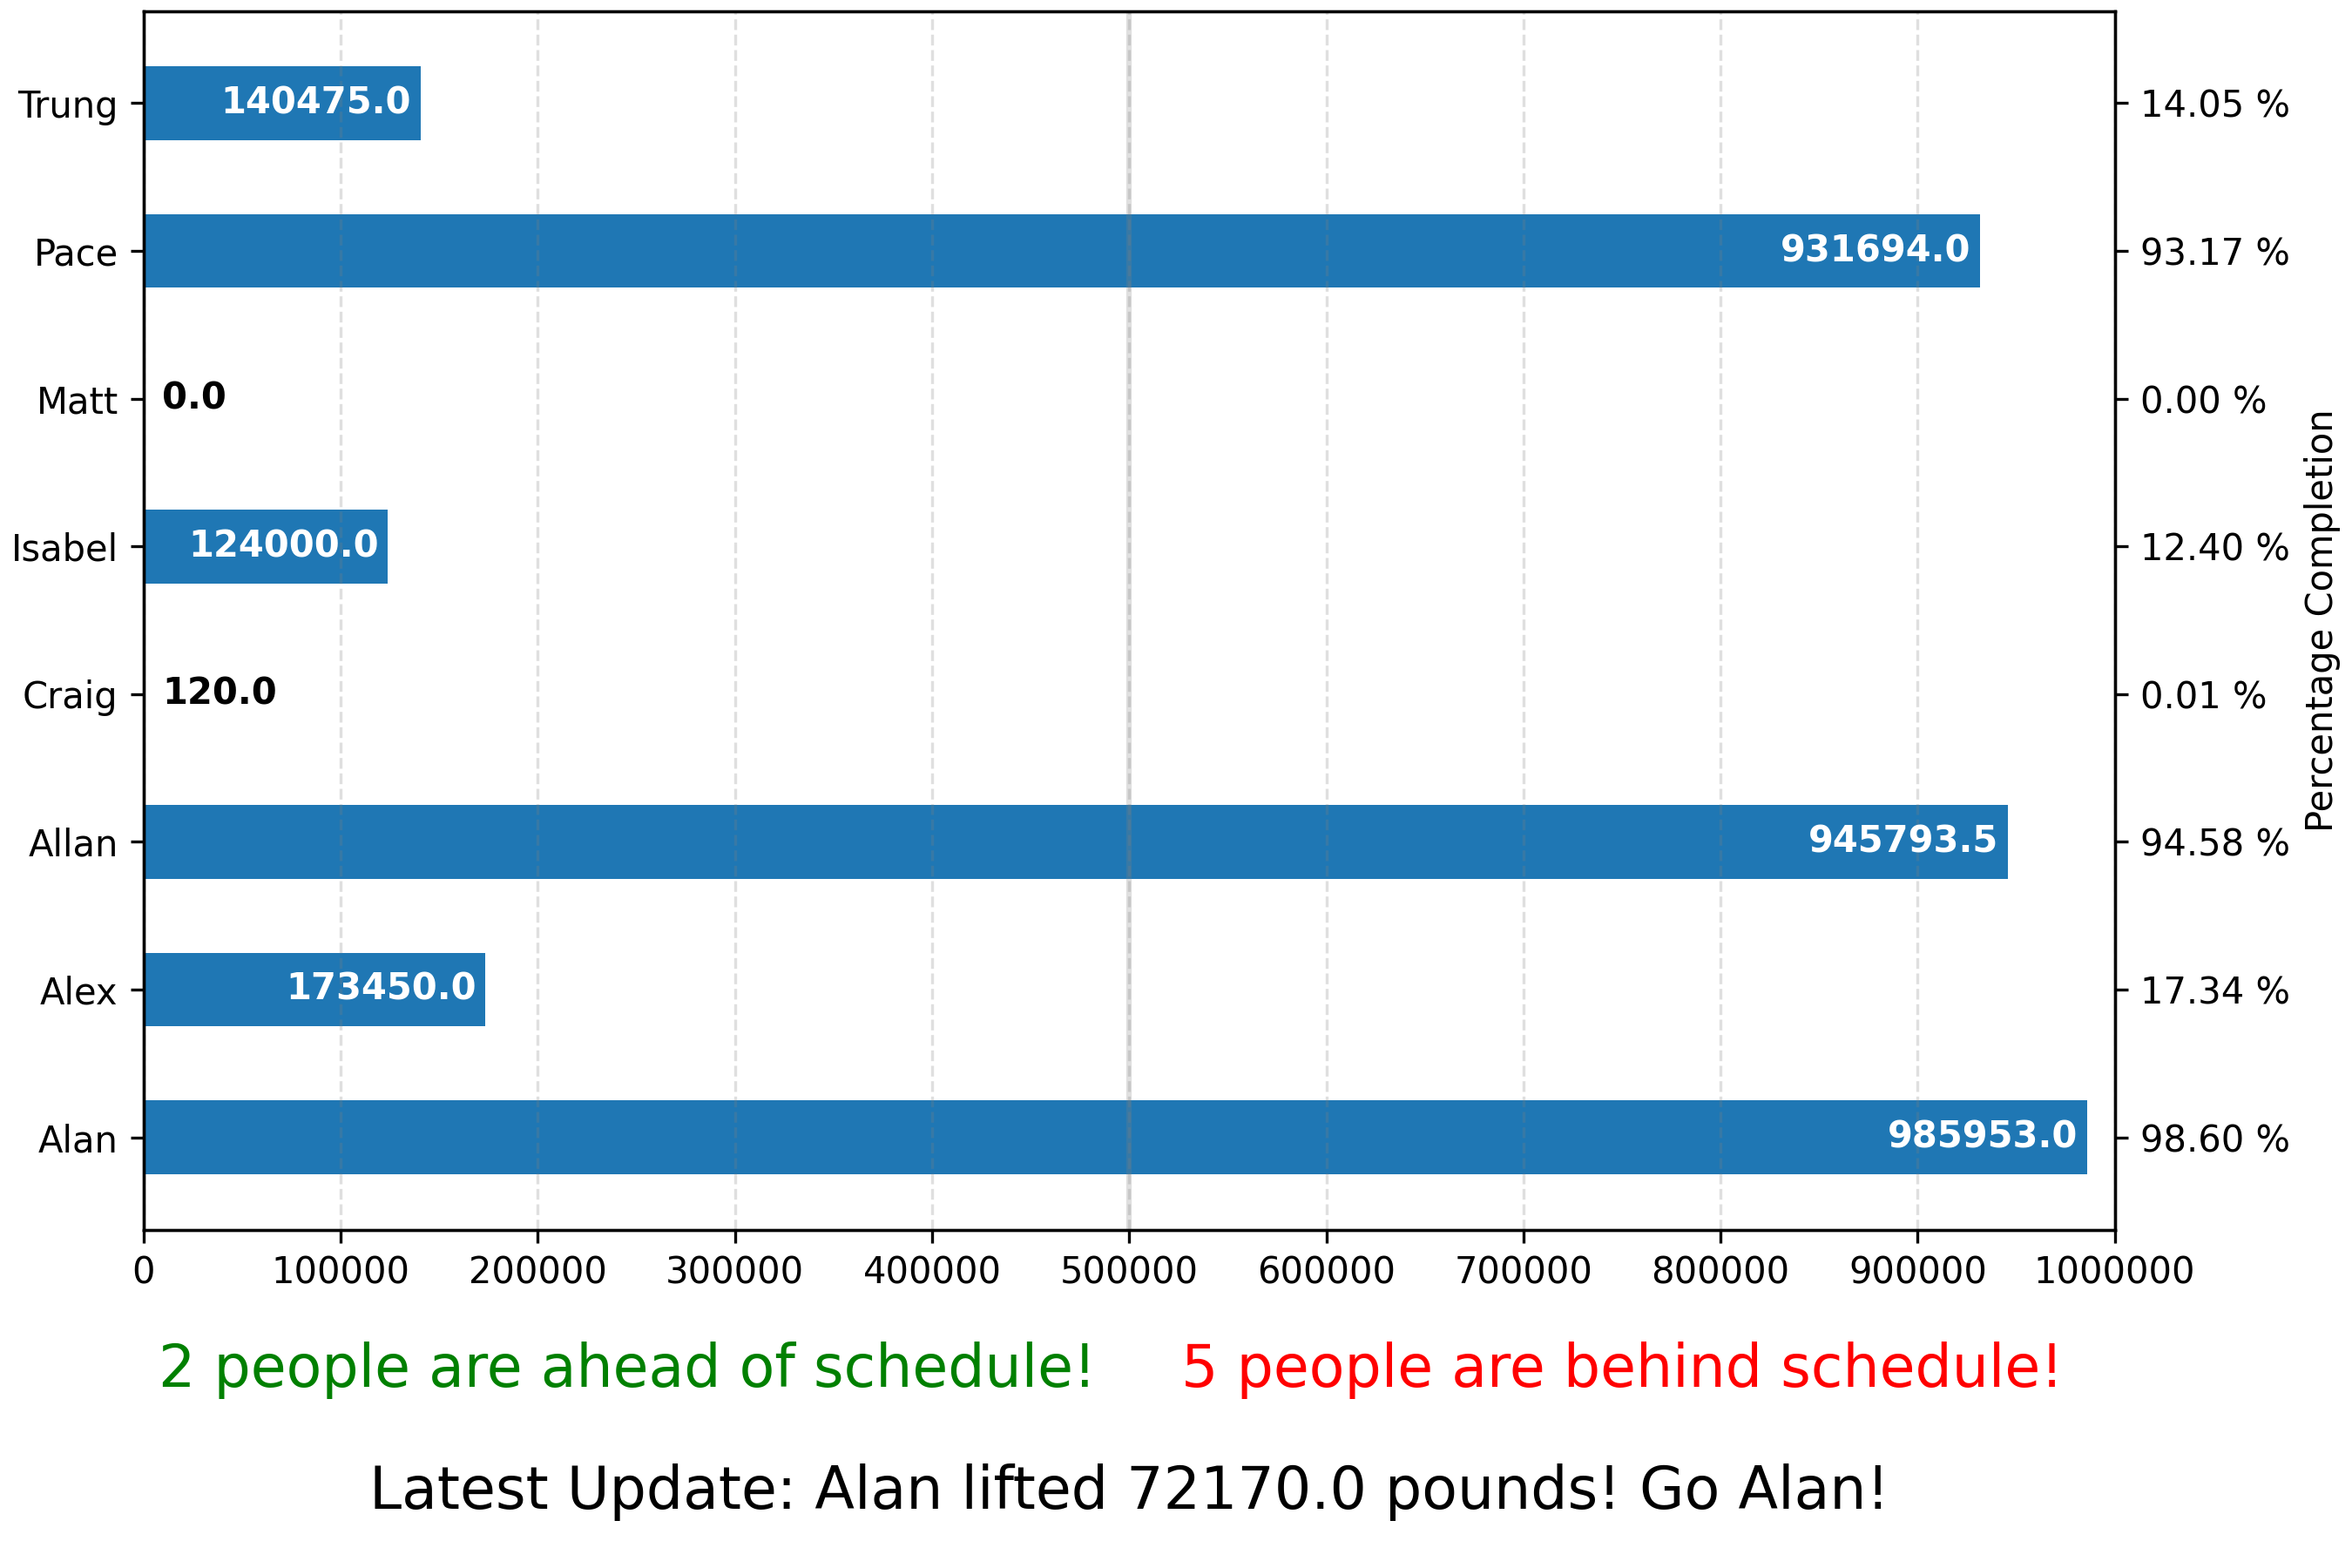 Trung 140475.0 14.05 %
Pace 931694.0 93.17 %
Matt 0.0 0.00 %
Isabel 124000.0 12.40 %
Craig 120.0 0.01 %
Allan 945793.5 94.58 %
Alex 173450.0 17.34 %
Alan 985953.0 98.60 %
Percentage Completion
0 100000 200000 300000 400000 500000 600000 700000 800000 900000 1000000
2 people are ahead of schedule! 5 people are behind schedule!
Latest Update: Alan lifted 72170.0 pounds! Go Alan!